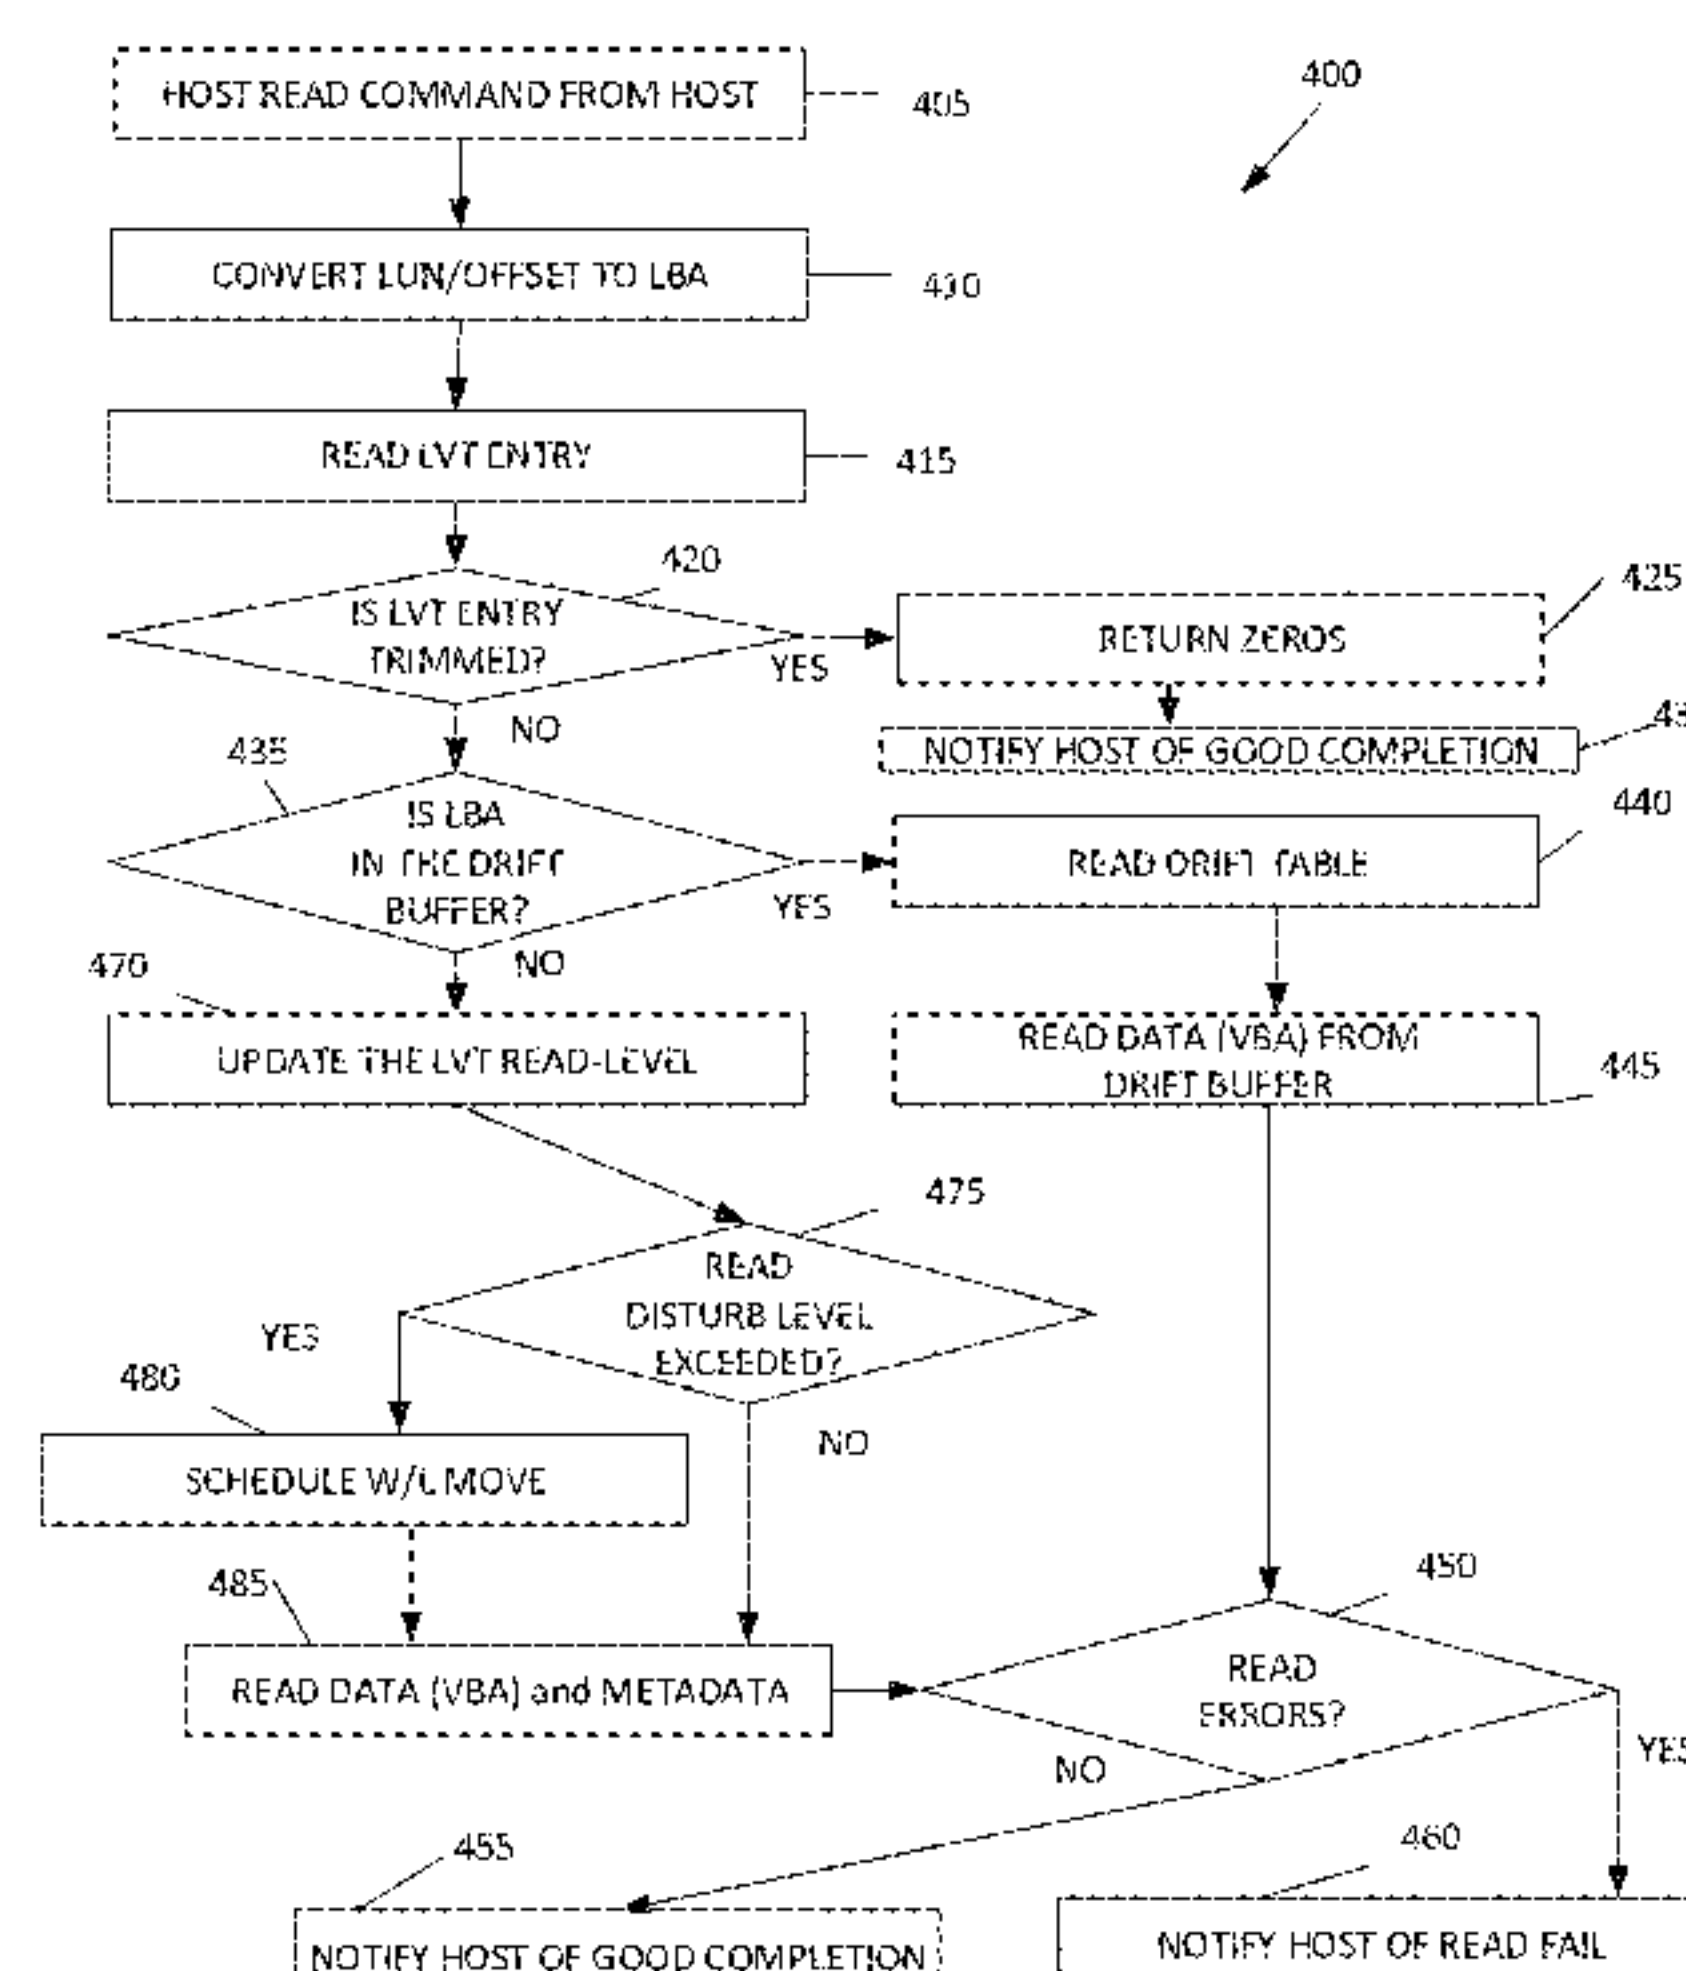 HOST READ COMMAND FROM HOST
405
400
CONVERT LUN/OFFSET TO LBA
410
READ LVT ENTRY
415
420
IS LVT ENTRY
TRIMMED?
YES
NO
425
RETURN ZEROS
NOTIFY HOST OF GOOD COMPLETION
435
IS LBA
IN THE DRIFT
BUFFER?
YES
NO
440
READ DRIFT TABLE
470
UPDATE THE LVT READ-LEVEL
READ DATA (VBA) FROM
DRIFT BUFFER
445
475
READ
DISTURB LEVEL
EXCEEDED?
YES
NO
480
SCHEDULE W/L MOVE
485
READ DATA (VBA) and METADATA
450
READ
ERRORS?
NO
YES
455
NOTIFY HOST OF GOOD COMPLETION
460
NOTIFY HOST OF READ FAIL